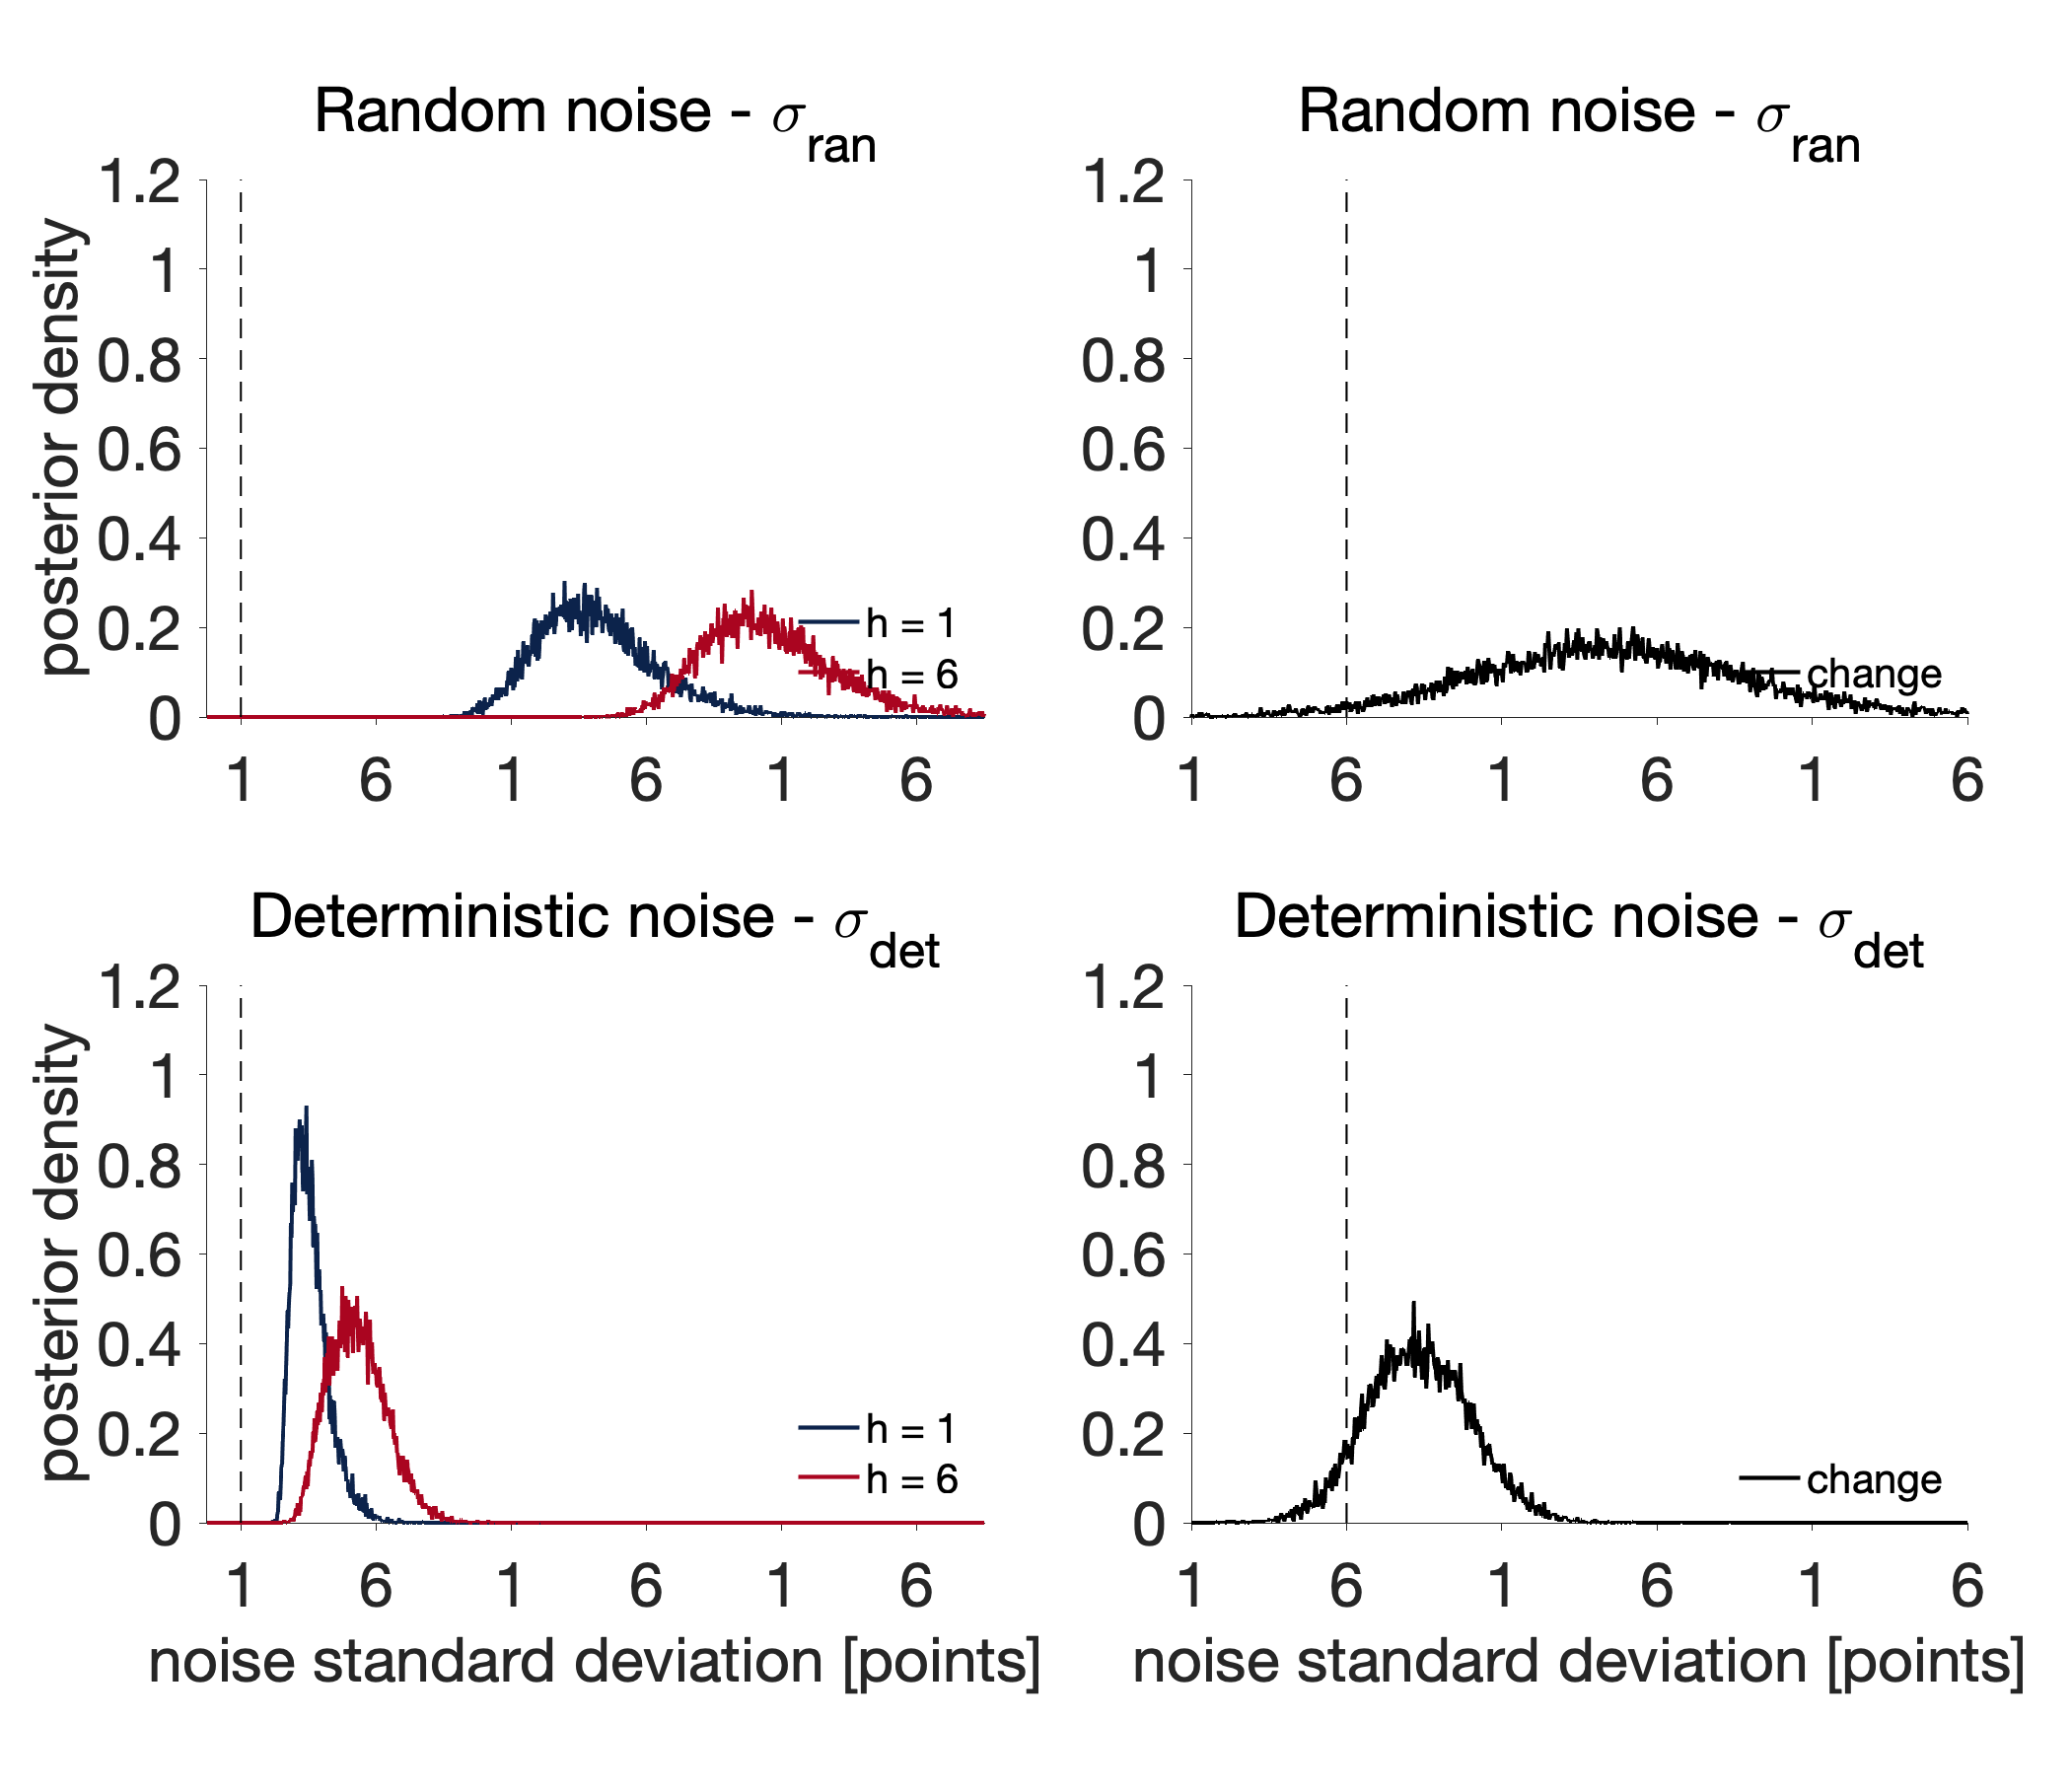 Random noise - σran
1.2
1
0.8
0.6
0.4
0.2
0
posterior density
h = 1
h = 6
1 6 1 6 1 6
Random noise - σran
1.2
1
0.8
0.6
0.4
0.2
0
change
1 6 1 6 1 6
Deterministic noise - σdet
1.2
1
0.8
0.6
0.4
0.2
0
posterior density
h = 1
h = 6
1 6 1 6 1 6
noise standard deviation [points]
Deterministic noise - σdet
1.2
1
0.8
0.6
0.4
0.2
0
change
1 6 1 6 1 6
noise standard deviation [points]